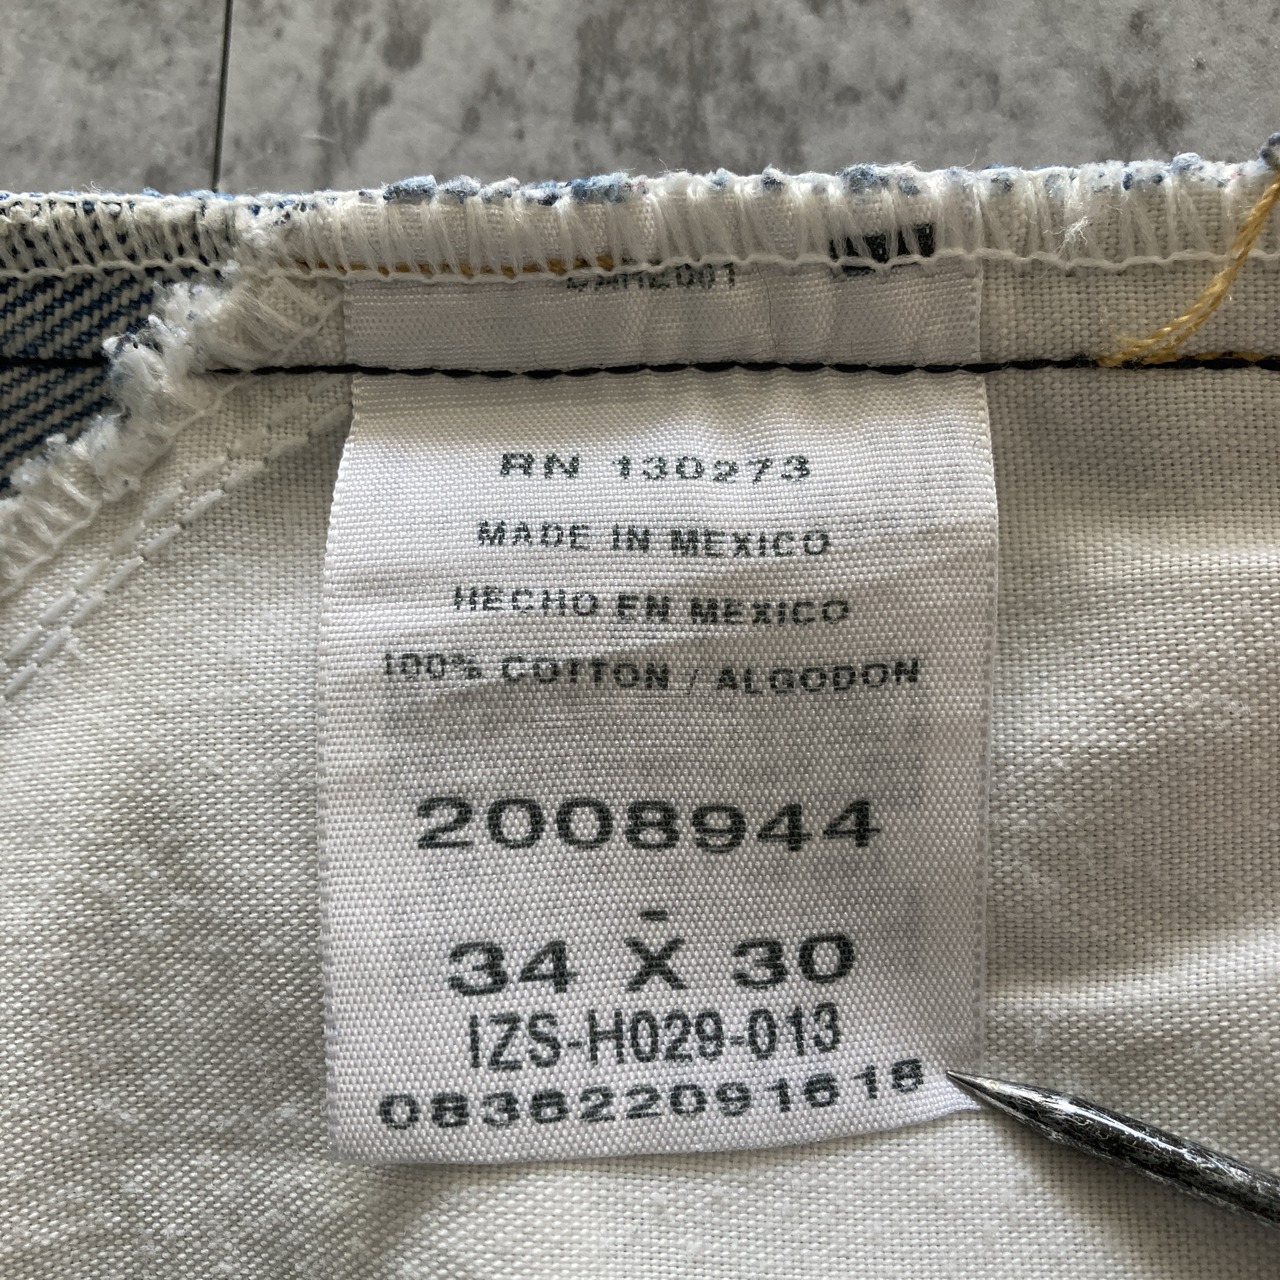 RN 130273
MADE IN MEXICO
HECHO EN MEXICO
100% COTTON / ALGODON
2008944
-
34 X 30
IZS-H029-013
083622091618